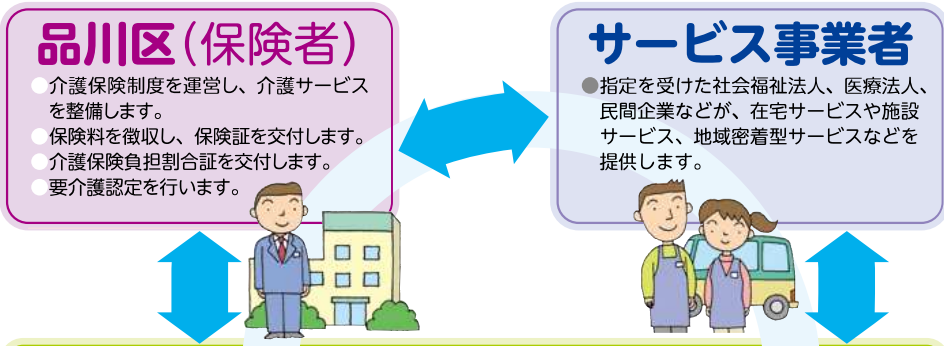 品川区（保険者）
●介護保険制度を運営し、介護サービス
を整備します。
●保険料を徴収し、保険証を交付します。
●介護保険負担割合証を交付します。
●要介護認定を行います。
サービス事業者
●指定を受けた社会福祉法人、医療法人、
民間企業などが、在宅サービスや施設
サービス、地域密着型サービスなどを
提供します。